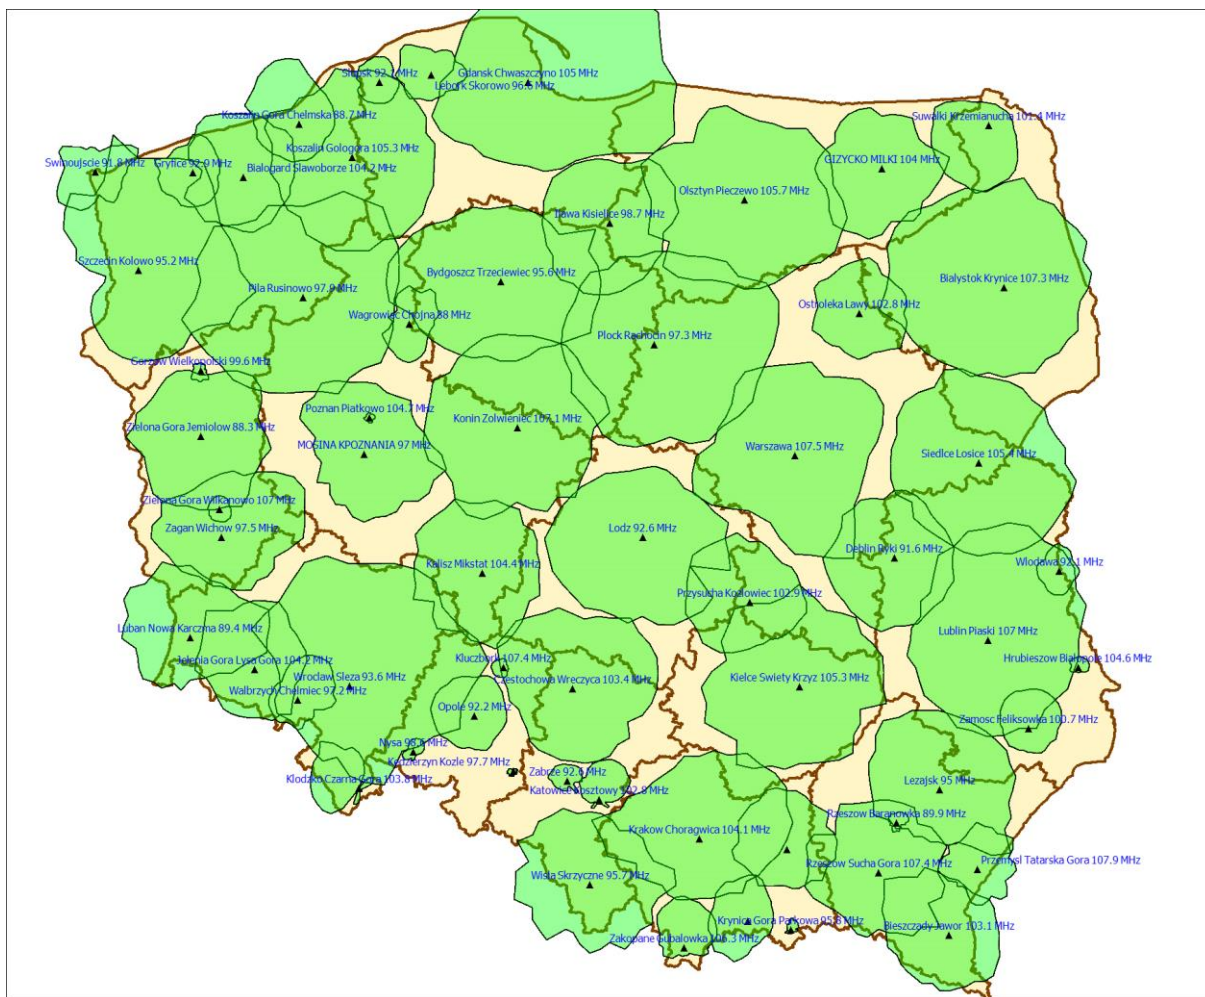 Slupsk 92.1 MHz
Gdansk Chwaszczyno 105 MHz
Lebork Skorowo 96.6 MHz
Koszalin Gora Chelmska 88.7 MHz
Suwalki Krzemianucha 101.4 MHz
Koszalin Gologora 105.3 MHz
Swinoujscie 91.8 MHz
Gryfice 92.9 MHz
Bialogard Slawoborze 104.2 MHz
GIZYCKO MILKI 104 MHz
Olsztyn Pieczewo 105.7 MHz
Ilawa Kisielice 98.7 MHz
Szczecin Kolowo 95.2 MHz
Bydgoszcz Trzeciewiec 95.6 MHz
Bialystok Krynice 107.3 MHz
Pila Rusinowo 97.9 MHz
Ostroleka Lawy 102.8 MHz
Wagrowiec Chojna 88 MHz
Plock Rachocin 97.3 MHz
Gorzow Wielkopolski 99.6 MHz
Poznan Piatkowo 104.7 MHz
Konin Zolwieniec 107.1 MHz
Zielona Gora Jemiolow 88.3 MHz
MOSINA KPOZNANIA 97 MHz
Warszawa 107.5 MHz
Siedlce Losice 105.4 MHz
Zielona Gora Wilkanowo 107 MHz
Zagan Wichow 97.5 MHz
Lodz 92.6 MHz
Deblin Ryki 91.6 MHz
Wlodawa 92.1 MHz
Kalisz Mikstat 104.4 MHz
Przysucha Kozlowiec 102.9 MHz
Luban Nowa Karczma 89.4 MHz
Lublin Piaski 107 MHz
Jelenia Gora Lysa Gora 104.2 MHz
Kluczbork 107.4 MHz
Hrubieszow Bialopole 104.6 MHz
Wroclaw Sleza 93.6 MHz
Czestochowa Wreczyca 103.4 MHz
Kielce Swiety Krzyz 105.3 MHz
Walbrzych Chelmiec 97.2 MHz
Opole 92.2 MHz
Zamosc Feliksowka 100.7 MHz
Nysa 98.6 MHz
Kedzierzyn Kozle 97.7 MHz
Zabrze 92.6 MHz
Klodzko Czarna Gora 103.8 MHz
Katowice Kosztowy 102.8 MHz
Lezajsk 95 MHz
Rzeszow Baranowka 89.9 MHz
Krakow Choragwica 104.1 MHz
Rzeszow Sucha Gora 107.4 MHz
Przemysl Tatarska Gora 107.9 MHz
Wisla Skrzyczne 95.7 MHz
Krynica Gora Parkowa 95.8 MHz
Bieszczady Jawor 103.1 MHz
Zakopane Gubalowka 106.3 MHz